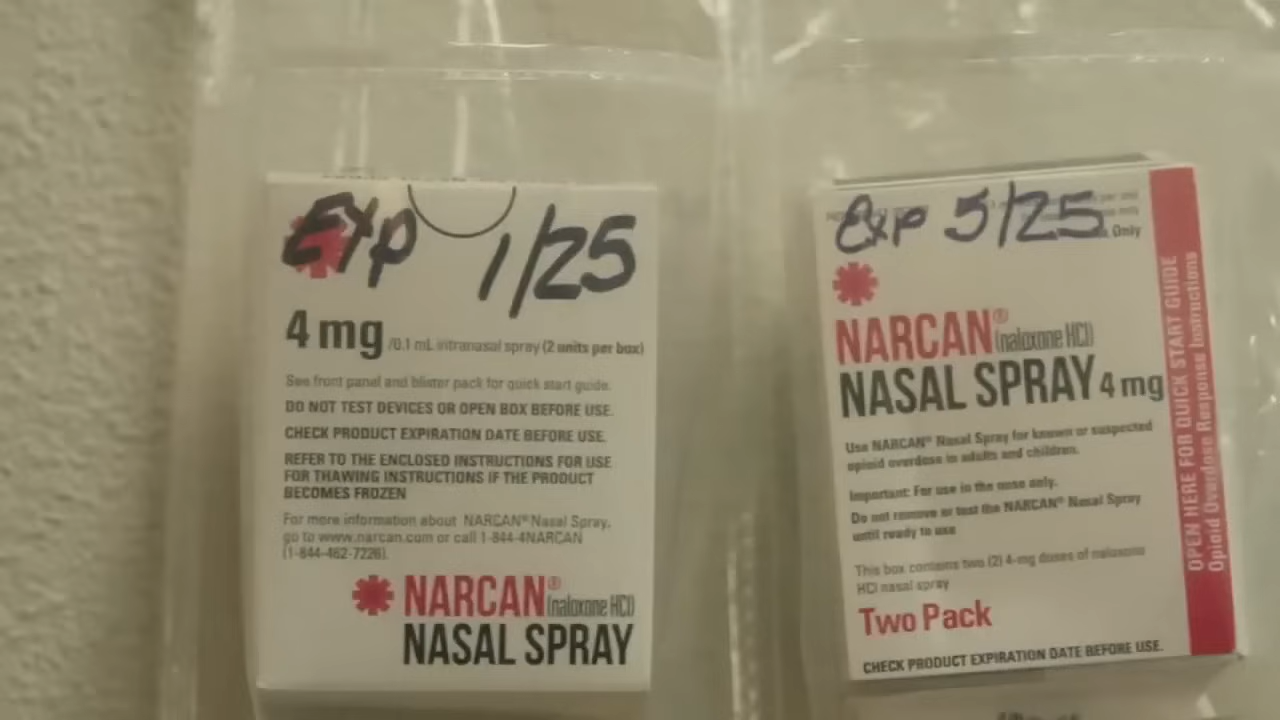 Exp 1/25
4 mg /0.1 mL intranasal spray (2 units per box)
See front panel and blister pack for quick start guide.
DO NOT TEST DEVICES OR OPEN BOX BEFORE USE.
CHECK PRODUCT EXPIRATION DATE BEFORE USE.
REFER TO THE ENCLOSED INSTRUCTIONS FOR USE
FOR THAWING INSTRUCTIONS IF THE PRODUCT
BECOMES FROZEN
For more information about NARCAN® Nasal Spray,
go to www.narcan.com or call 1-844-4NARCAN
(1-844-462-7226).
NARCAN® (naloxone HCl)
NASAL SPRAY
Exp 5/25
Only
NARCAN® (naloxone HCl)
NASAL SPRAY 4 mg
Use NARCAN® Nasal Spray for known or suspected
opioid overdose in adults and children.
Important: For use in the nose only.
Do not remove or test the NARCAN® Nasal Spray
until ready to use
This box contains two (2) 4-mg doses of naloxone
HCl nasal spray
Two Pack
CHECK PRODUCT EXPIRATION DATE BEFORE USE.
OPEN HERE FOR QUICK START GUIDE
Opioid Overdose Response Instructions